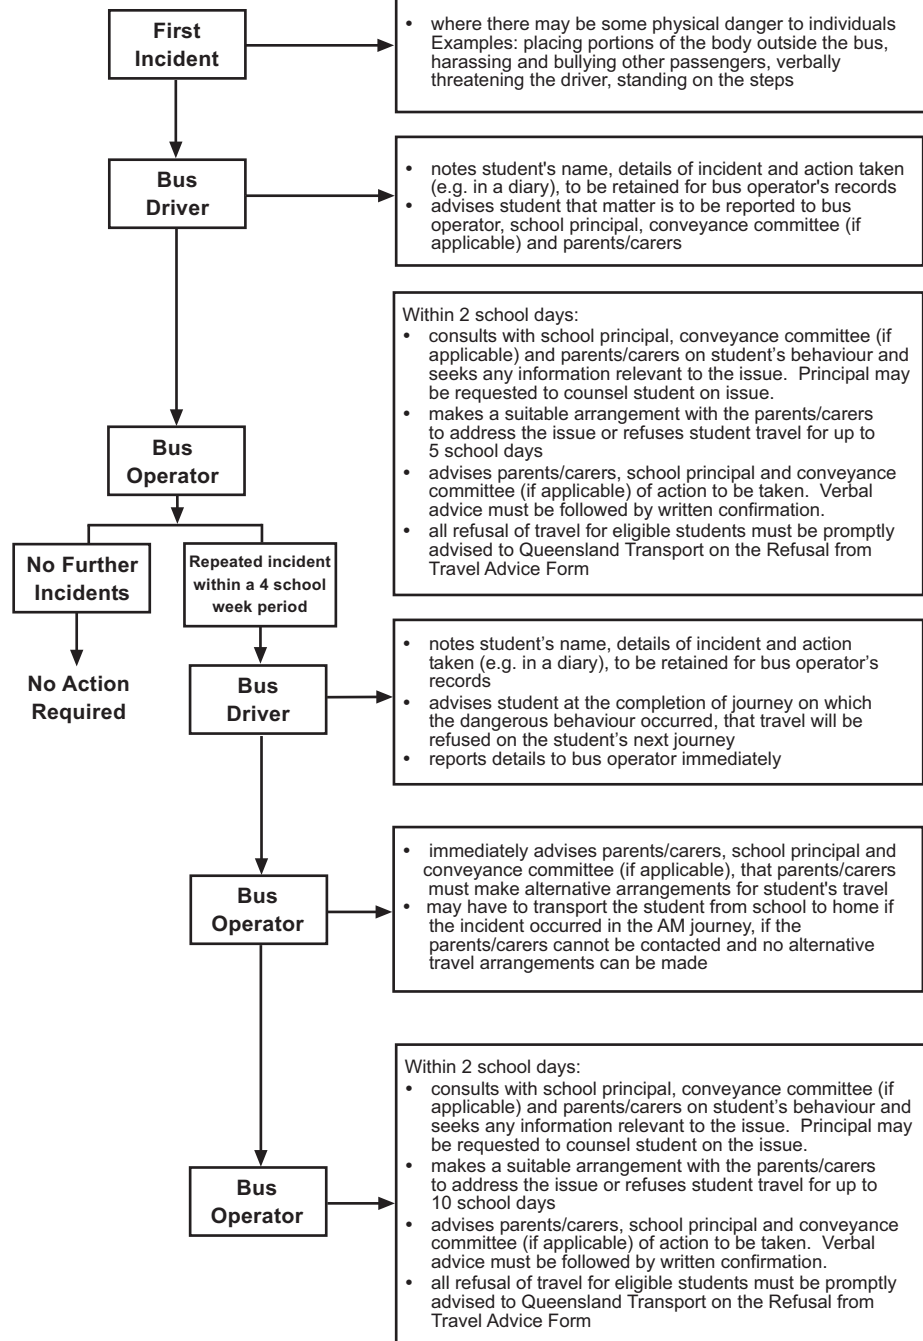 First
Incident
• where there may be some physical danger to individuals
Examples: placing portions of the body outside the bus,
harassing and bullying other passengers, verbally
threatening the driver, standing on the steps
Bus
Driver
• notes student's name, details of incident and action taken
(e.g. in a diary), to be retained for bus operator's records
• advises student that matter is to be reported to bus
operator, school principal, conveyance committee (if
applicable) and parents/carers
Bus
Operator
Within 2 school days:
• consults with school principal, conveyance committee (if
applicable) and parents/carers on student’s behaviour and
seeks any information relevant to the issue. Principal may
be requested to counsel student on issue.
• makes a suitable arrangement with the parents/carers
to address the issue or refuses student travel for up to
5 school days
• advises parents/carers, school principal and conveyance
committee (if applicable) of action to be taken. Verbal
advice must be followed by written confirmation.
• all refusal of travel for eligible students must be promptly
advised to Queensland Transport on the Refusal from
Travel Advice Form
No Further
Incidents
Repeated incident
within a 4 school
week period
No Action
Required
Bus
Driver
• notes student’s name, details of incident and action
taken (e.g. in a diary), to be retained for bus operator’s
records
• advises student at the completion of journey on which
the dangerous behaviour occurred, that travel will be
refused on the student’s next journey
• reports details to bus operator immediately
Bus
Operator
• immediately advises parents/carers, school principal and
conveyance committee (if applicable), that parents/carers
must make alternative arrangements for student's travel
• may have to transport the student from school to home if
the incident occurred in the AM journey, if the
parents/carers cannot be contacted and no alternative
travel arrangements can be made
Bus
Operator
Within 2 school days:
• consults with school principal, conveyance committee (if
applicable) and parents/carers on student’s behaviour and
seeks any information relevant to the issue. Principal may
be requested to counsel student on the issue.
• makes a suitable arrangement with the parents/carers
to address the issue or refuses student travel for up to
10 school days
• advises parents/carers, school principal and conveyance
committee (if applicable) of action to be taken. Verbal
advice must be followed by written confirmation.
• all refusal of travel for eligible students must be promptly
advised to Queensland Transport on the Refusal from
Travel Advice Form